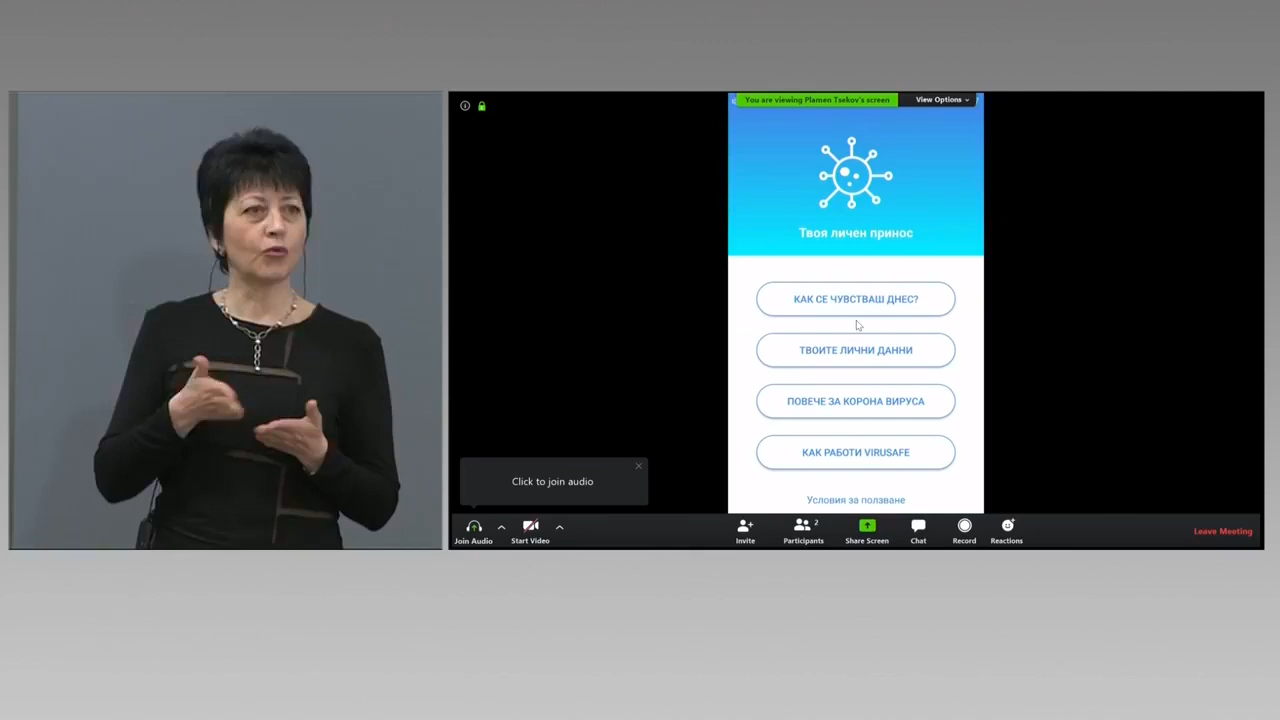 You are viewing Plamen Tsekov's screen
View Options
Твоя личен принос
КАК СЕ ЧУВСТВАШ ДНЕС?
ТВОИТЕ ЛИЧНИ ДАННИ
ПОВЕЧЕ ЗА КОРОНА ВИРУСА
КАК РАБОТИ VIRUSAFE
Условия за ползване
Click to join audio
Join Audio
Start Video
Invite
2
Participants
Share Screen
Chat
Record
Reactions
Leave Meeting